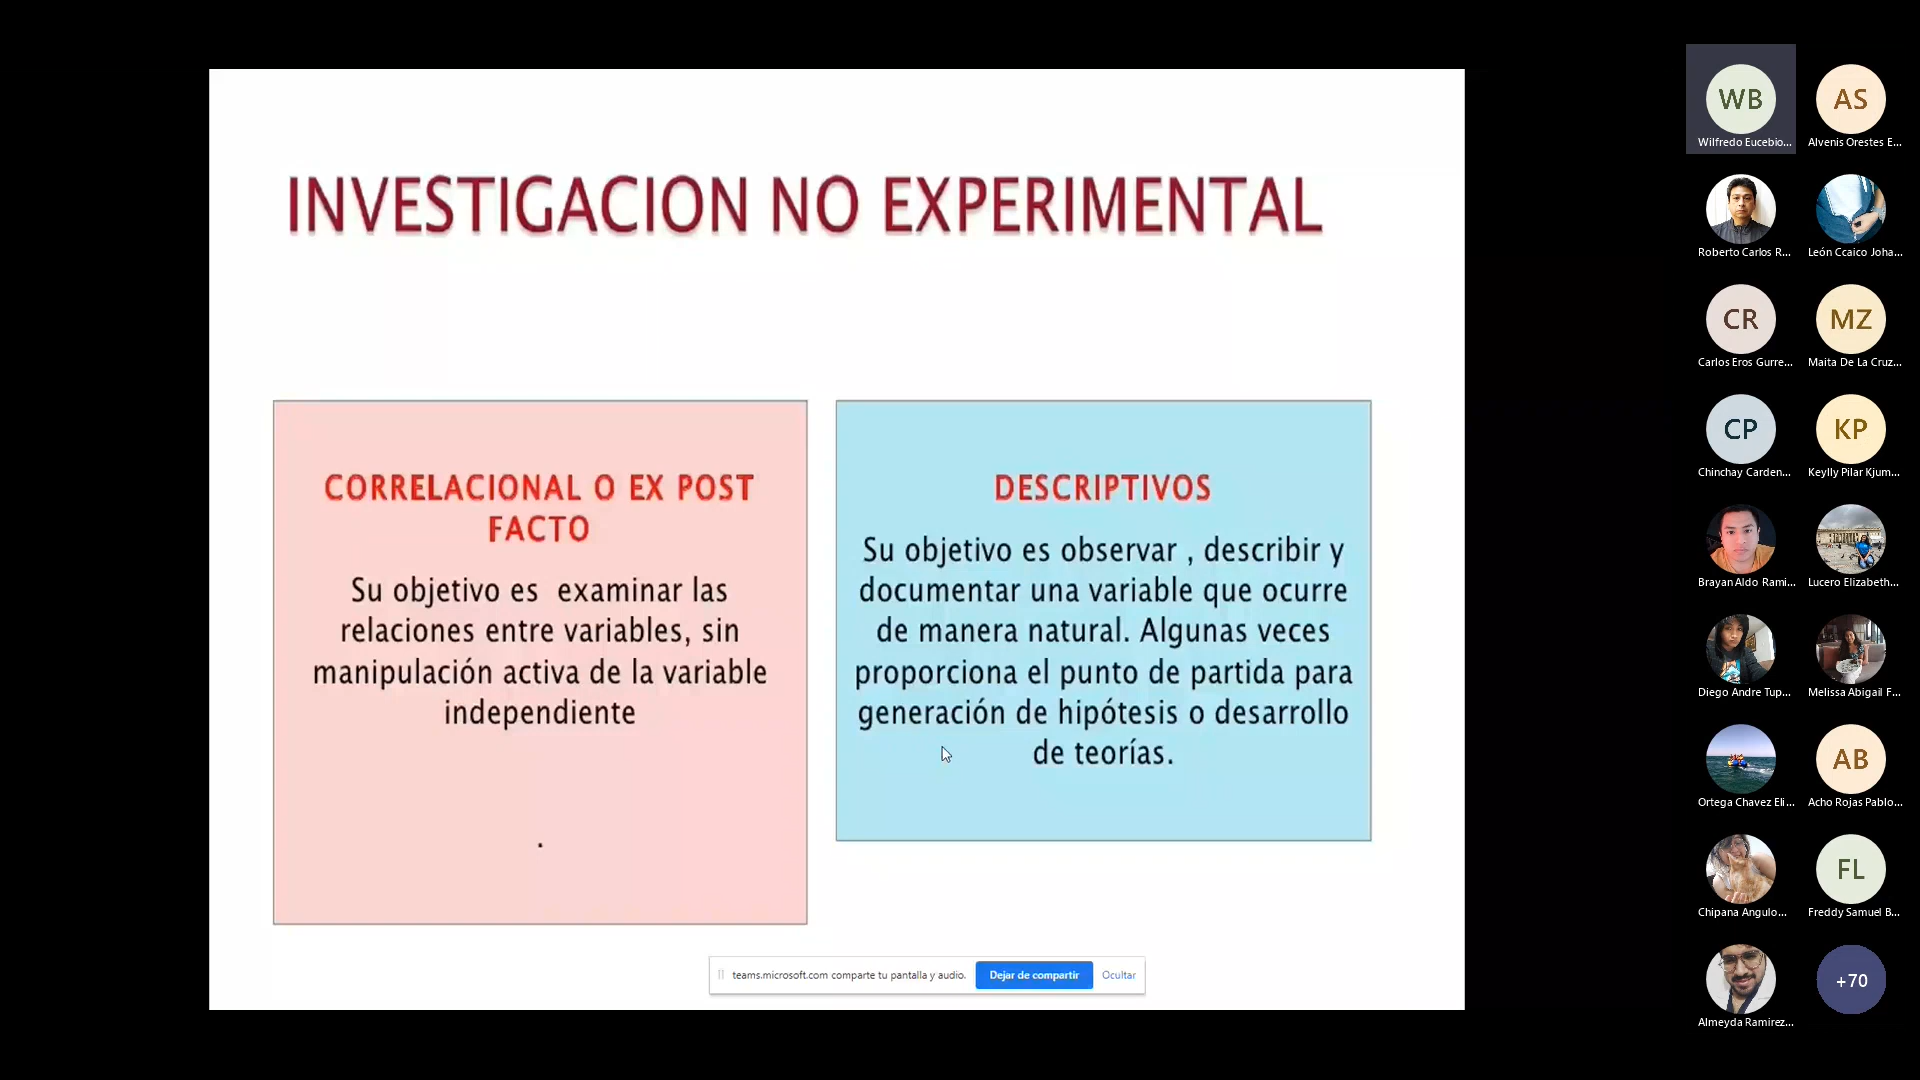 INVESTIGACION NO EXPERIMENTAL
CORRELACIONAL O EX POST
FACTO
Su objetivo es examinar las
relaciones entre variables, sin
manipulación activa de la variable
independiente
.
DESCRIPTIVOS
Su objetivo es observar , describir y
documentar una variable que ocurre
de manera natural. Algunas veces
proporciona el punto de partida para
generación de hipótesis o desarrollo
de teorías.
teams.microsoft.com comparte tu pantalla y audio.
Dejar de compartir
Ocultar
WB
Wilfredo Eucebio...
AS
Alvenis Orestes E...
Roberto Carlos R...
León Ccaico Joha...
CR
Carlos Eros Gurre...
MZ
Maita De La Cruz...
CP
Chinchay Carden...
KP
Keylly Pilar Kjum...
Brayan Aldo Rami...
Lucero Elizabeth...
Diego Andre Tup...
Melissa Abigail F...
Ortega Chavez Eli...
AB
Acho Rojas Pablo...
Chipana Angulo...
FL
Freddy Samuel B...
Almeyda Ramirez...
+70